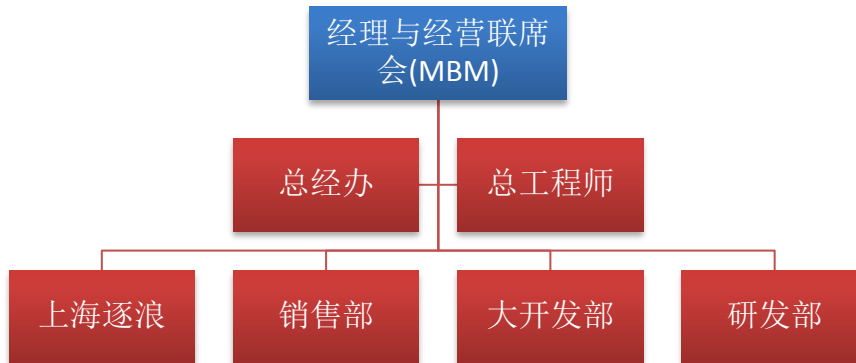 经理与经营联席
会(MBM)
总经办
总工程师
上海逐浪
销售部
大开发部
研发部